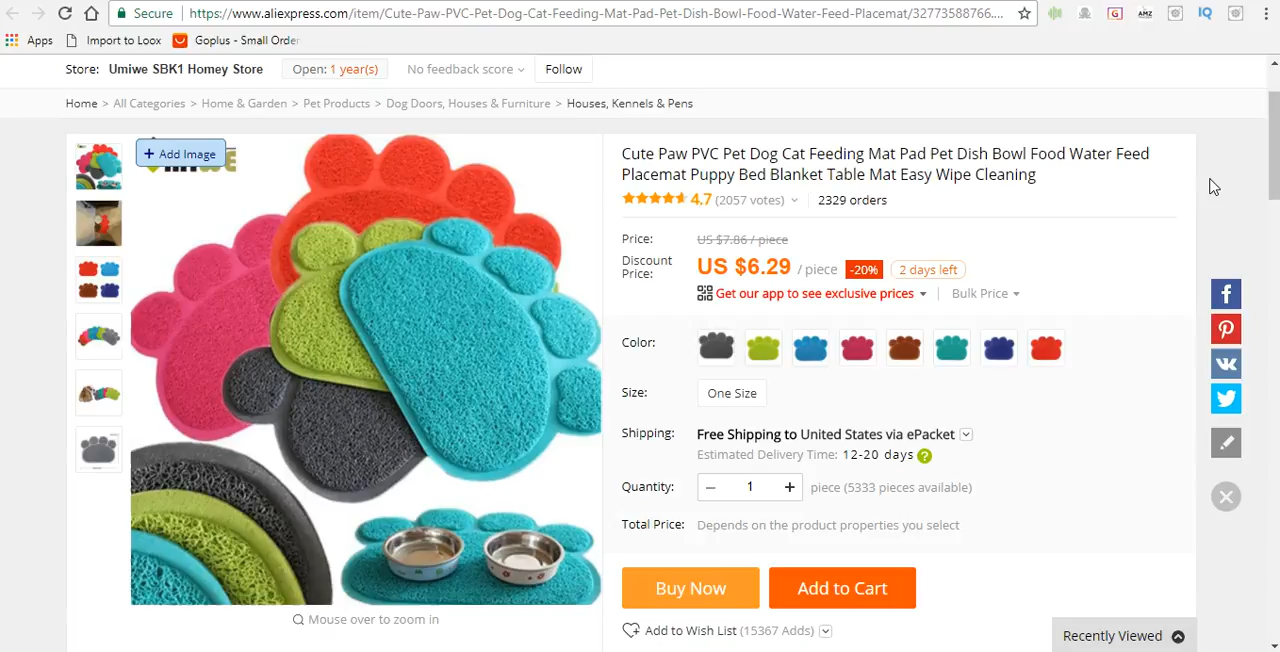 Secure
https://www.aliexpress.com/item/Cute-Paw-PVC-Pet-Dog-Cat-Feeding-Mat-Pad-Pet-Dish-Bowl-Food-Water-Feed-Placemat/32773588766....
G
AMZ
IQ
Apps
Import to Loox
Goplus - Small Order
Store: Umiwe SBK1 Homey Store
Open: 1 year(s)
No feedback score
Follow
Home > All Categories > Home & Garden > Pet Products > Dog Doors, Houses & Furniture > Houses, Kennels & Pens
+ Add Image
Cute Paw PVC Pet Dog Cat Feeding Mat Pad Pet Dish Bowl Food Water Feed
Placemat Puppy Bed Blanket Table Mat Easy Wipe Cleaning
4.7 (2057 votes)
2329 orders
Price: US $7.86 / piece
Discount
Price:
US $6.29 / piece
-20%
2 days left
Get our app to see exclusive prices
Bulk Price
Color:
Size: One Size
Shipping: Free Shipping to United States via ePacket
Estimated Delivery Time: 12-20 days ?
Quantity: – 1 + piece (5333 pieces available)
Total Price: Depends on the product properties you select
Buy Now
Add to Cart
Mouse over to zoom in
Add to Wish List (15367 Adds)
Recently Viewed